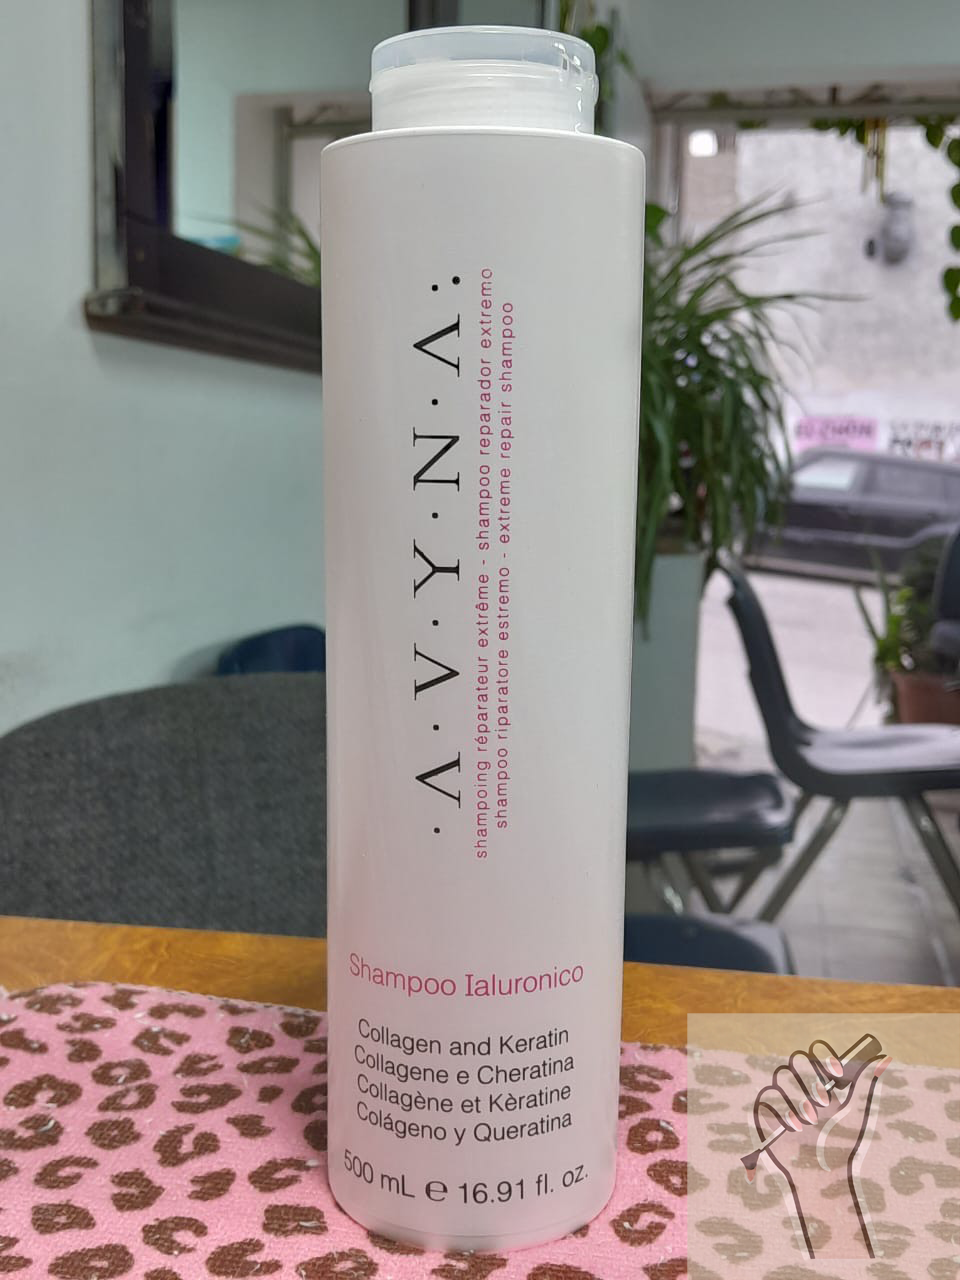 ·A·V·Y·N·A:
shampoing réparateur extrême - shampoo reparador extremo
shampoo riparatore estremo - extreme repair shampoo
Shampoo Ialuronico
Collagen and Keratin
Collagene e Cheratina
Collagène et Kèratine
Colágeno y Queratina
500 mL ℮ 16.91 fl. oz.